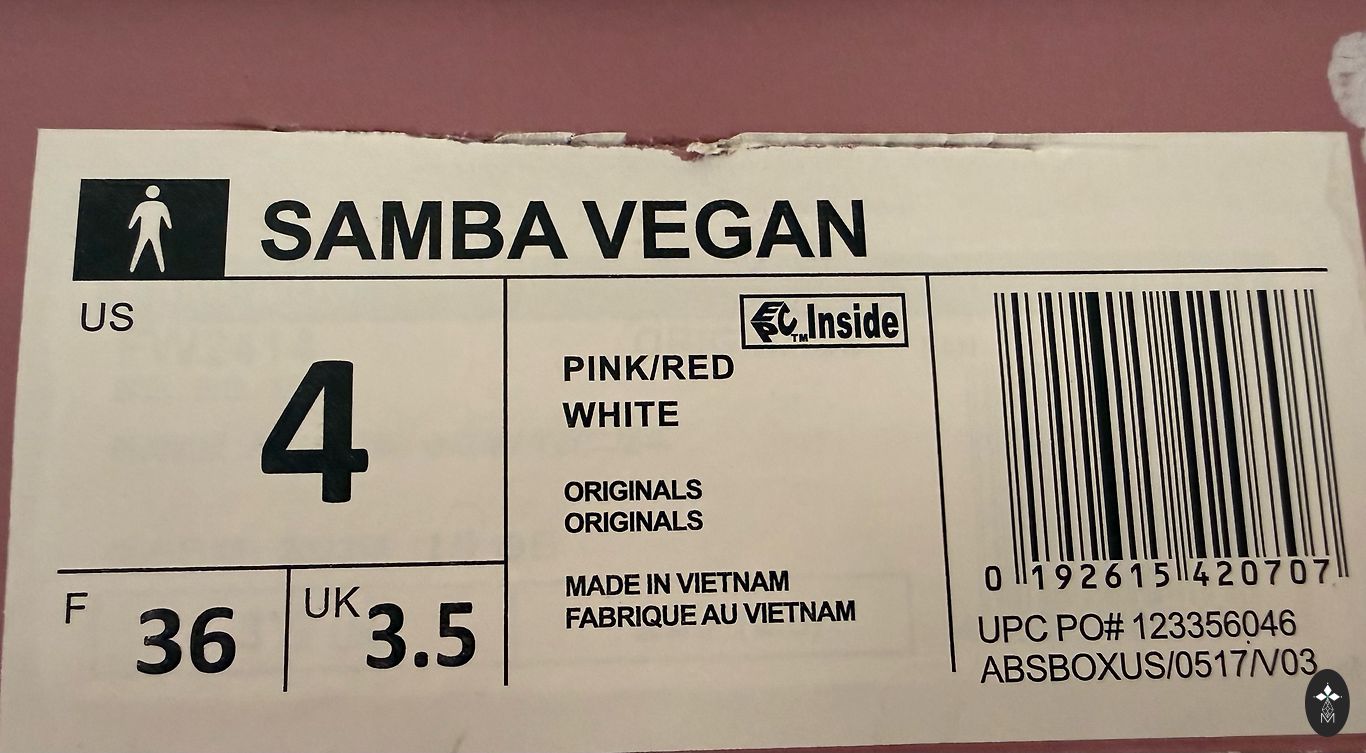 SAMBA VEGAN
US
4
F 36
UK 3.5
EPC™ Inside
PINK/RED
WHITE
ORIGINALS
ORIGINALS
MADE IN VIETNAM
FABRIQUE AU VIETNAM
0 192615 420707
UPC PO# 123356046
ABSBOXUS/0517/V03